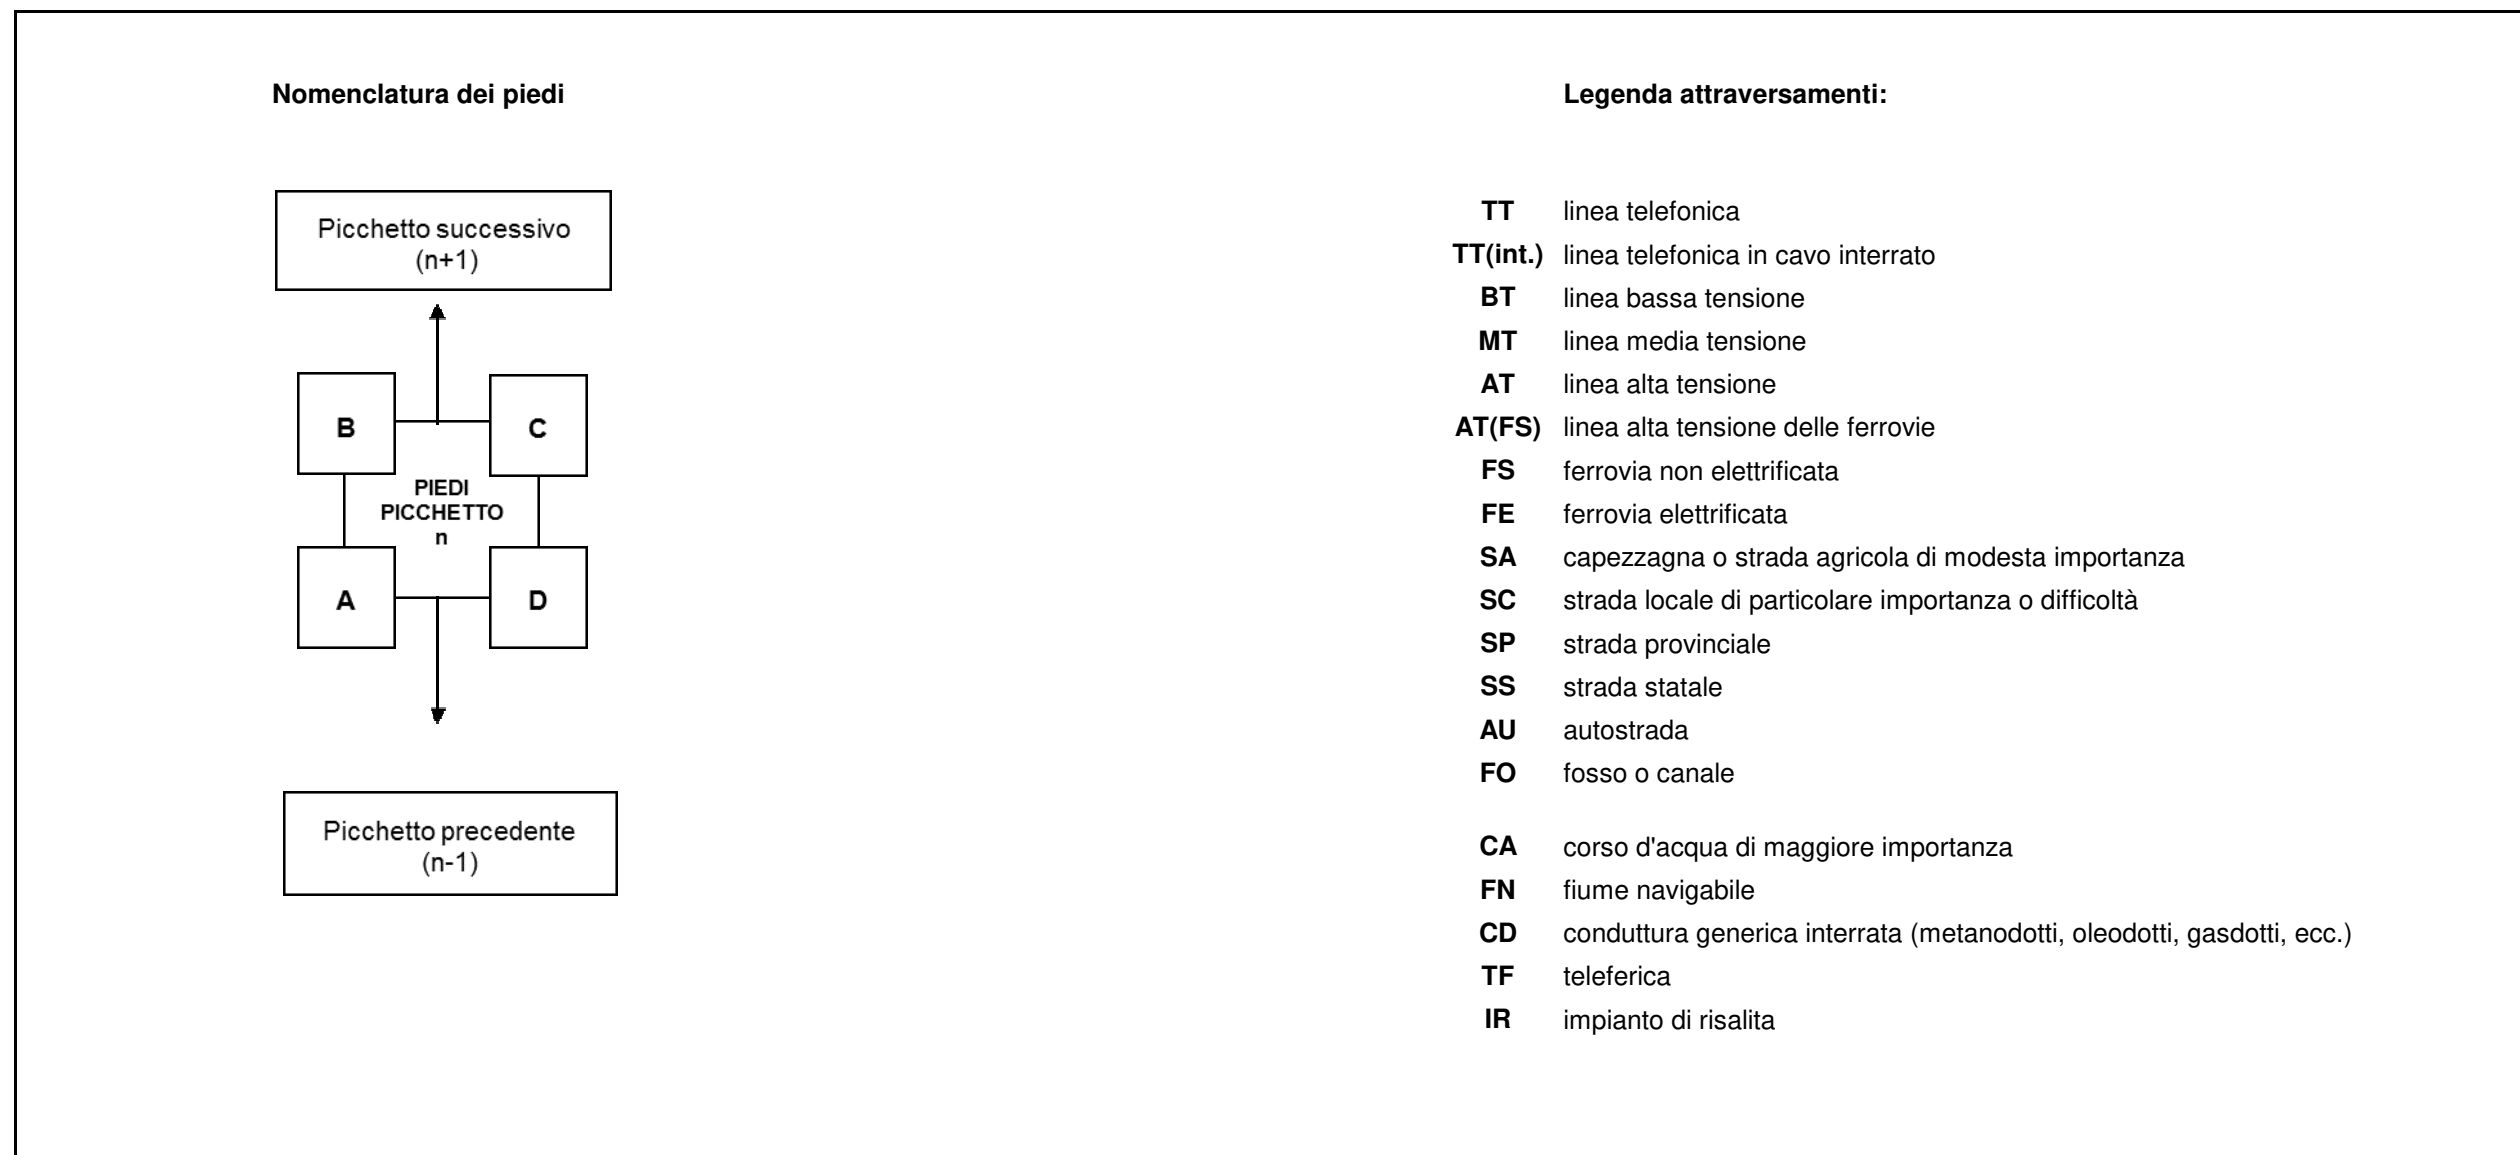 Nomenclatura dei piedi
Picchetto successivo
(n+1)
B
C
PIEDI
PICCHETTO
n
A
D
Picchetto precedente
(n-1)
Legenda attraversamenti:
TT linea telefonica
TT(int.) linea telefonica in cavo interrato
BT linea bassa tensione
MT linea media tensione
AT linea alta tensione
AT(FS) linea alta tensione delle ferrovie
FS ferrovia non elettrificata
FE ferrovia elettrificata
SA capezzagna o strada agricola di modesta importanza
SC strada locale di particolare importanza o difficoltà
SP strada provinciale
SS strada statale
AU autostrada
FO fosso o canale
CA corso d'acqua di maggiore importanza
FN fiume navigabile
CD conduttura generica interrata (metanodotti, oleodotti, gasdotti, ecc.)
TF teleferica
IR impianto di risalita